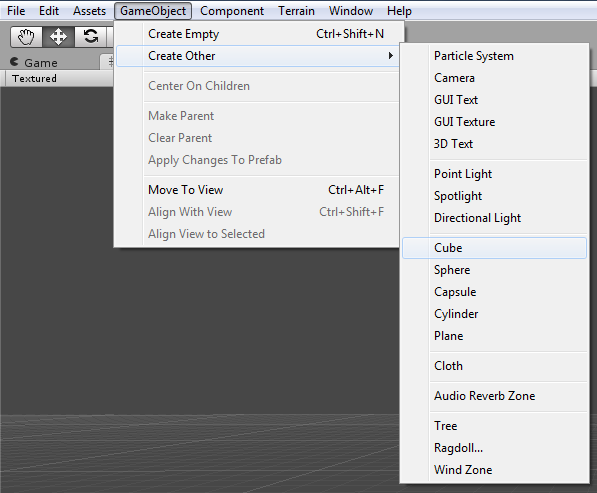 File Edit Assets GameObject Component Terrain Window Help
Create Empty Ctrl+Shift+N
Create Other
Center On Children
Make Parent
Clear Parent
Apply Changes To Prefab
Move To View Ctrl+Alt+F
Align With View Ctrl+Shift+F
Align View to Selected
Game
Textured
Particle System
Camera
GUI Text
GUI Texture
3D Text
Point Light
Spotlight
Directional Light
Cube
Sphere
Capsule
Cylinder
Plane
Cloth
Audio Reverb Zone
Tree
Ragdoll...
Wind Zone